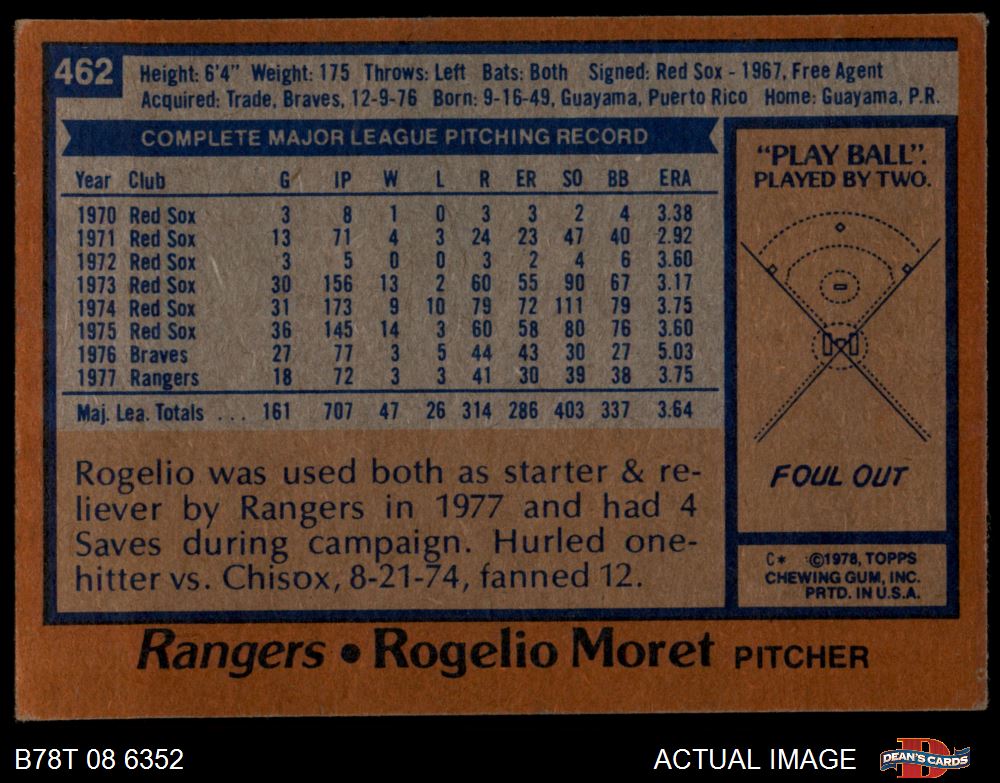 462
Height: 6'4" Weight: 175 Throws: Left Bats: Both Signed: Red Sox - 1967, Free Agent
Acquired: Trade, Braves, 12-9-76 Born: 9-16-49, Guayama, Puerto Rico Home: Guayama, P.R.
COMPLETE MAJOR LEAGUE PITCHING RECORD
Year Club G IP W L R ER SO BB ERA
1970 Red Sox 3 8 1 0 3 3 2 4 3.38
1971 Red Sox 13 71 4 3 24 23 47 40 2.92
1972 Red Sox 3 5 0 0 3 2 4 6 3.60
1973 Red Sox 30 156 13 2 60 55 90 67 3.17
1974 Red Sox 31 173 9 10 79 72 111 79 3.75
1975 Red Sox 36 145 14 3 60 58 80 76 3.60
1976 Braves 27 77 3 5 44 43 30 27 5.03
1977 Rangers 18 72 3 3 41 30 39 38 3.75
Maj. Lea. Totals ... 161 707 47 26 314 286 403 337 3.64
Rogelio was used both as starter & re-
liever by Rangers in 1977 and had 4
Saves during campaign. Hurled one-
hitter vs. Chisox, 8-21-74, fanned 12.
"PLAY BALL".
PLAYED BY TWO.
FOUL OUT
C* ©1978, TOPPS
CHEWING GUM, INC.
PRTD. IN U.S.A.
Rangers • Rogelio Moret PITCHER
B78T 08 6352
ACTUAL IMAGE
D
DEAN'S CARDS